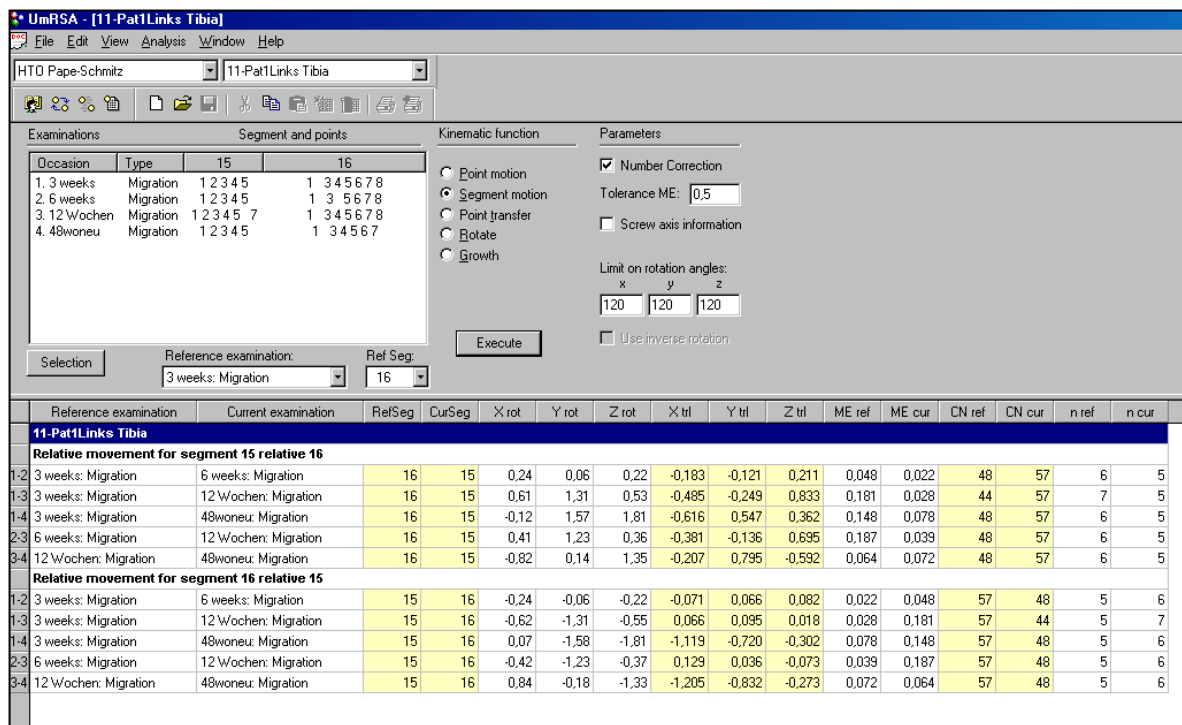 UmRSA - [11-Pat1Links Tibia]
File Edit View Analysis Window Help
HTO Pape-Schmitz 11-Pat1Links Tibia
Examinations Segment and points Kinematic function Parameters
Occasion Type 15 16
1. 3 weeks Migration 1 2 3 4 5 1 3 4 5 6 7 8
2. 6 weeks Migration 1 2 3 4 5 1 3 5 6 7 8
3. 12 Wochen Migration 1 2 3 4 5 7 1 3 4 5 6 7 8
4. 48woneu Migration 1 2 3 4 5 1 3 4 5 6 7
Point motion
Segment motion
Point transfer
Rotate
Growth
Execute
Number Correction
Tolerance ME: 0,5
Screw axis information
Limit on rotation angles:
x y z
120 120 120
Use inverse rotation
Selection
Reference examination: Ref Seg:
3 weeks: Migration 16
Reference examination Current examination RefSeg CurSeg X rot Y rot Z rot X trl Y trl Z trl ME ref ME cur CN ref CN cur n ref n cur
11-Pat1Links Tibia
Relative movement for segment 15 relative 16
1-2 3 weeks: Migration 6 weeks: Migration 16 15 0,24 0,06 0,22 -0,183 -0,121 0,211 0,048 0,022 48 57 6 5
1-3 3 weeks: Migration 12 Wochen: Migration 16 15 0,61 1,31 0,53 -0,485 -0,249 0,833 0,181 0,028 44 57 7 5
1-4 3 weeks: Migration 48woneu: Migration 16 15 -0,12 1,57 1,81 -0,616 0,547 0,362 0,148 0,078 48 57 6 5
2-3 6 weeks: Migration 12 Wochen: Migration 16 15 0,41 1,23 0,36 -0,381 -0,136 0,695 0,187 0,039 48 57 6 5
3-4 12 Wochen: Migration 48woneu: Migration 16 15 -0,82 0,14 1,35 -0,207 0,795 -0,592 0,064 0,072 48 57 6 5
Relative movement for segment 16 relative 15
1-2 3 weeks: Migration 6 weeks: Migration 15 16 -0,24 -0,06 -0,22 -0,071 0,066 0,082 0,022 0,048 57 48 5 6
1-3 3 weeks: Migration 12 Wochen: Migration 15 16 -0,62 -1,31 -0,55 0,066 0,095 0,018 0,028 0,181 57 44 5 7
1-4 3 weeks: Migration 48woneu: Migration 15 16 0,07 -1,58 -1,81 -1,119 -0,720 -0,302 0,078 0,148 57 48 5 6
2-3 6 weeks: Migration 12 Wochen: Migration 15 16 -0,42 -1,23 -0,37 0,129 0,036 -0,073 0,039 0,187 57 48 5 6
3-4 12 Wochen: Migration 48woneu: Migration 15 16 0,84 -0,18 -1,33 -1,205 -0,832 -0,273 0,072 0,064 57 48 5 6